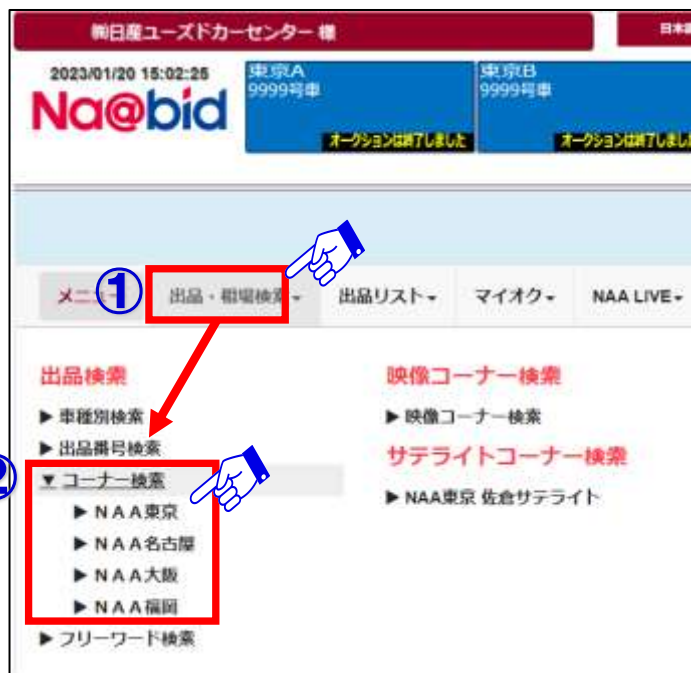 ㈱日産ユーズドカーセンター 様
日本語
2023/01/20 15:02:25
Na@bid
東京A
9999号車
オークションは終了しました
東京B
9999号車
オークションは終了しました
①
メニュー
出品・相場検索
出品リスト
マイオク
NAA LIVE
出品検索
▶ 車種別検索
▶ 出品番号検索
②
▼ コーナー検索
▶ NAA東京
▶ NAA名古屋
▶ NAA大阪
▶ NAA福岡
▶ フリーワード検索
映像コーナー検索
▶ 映像コーナー検索
サテライトコーナー検索
▶ NAA東京 佐倉サテライト